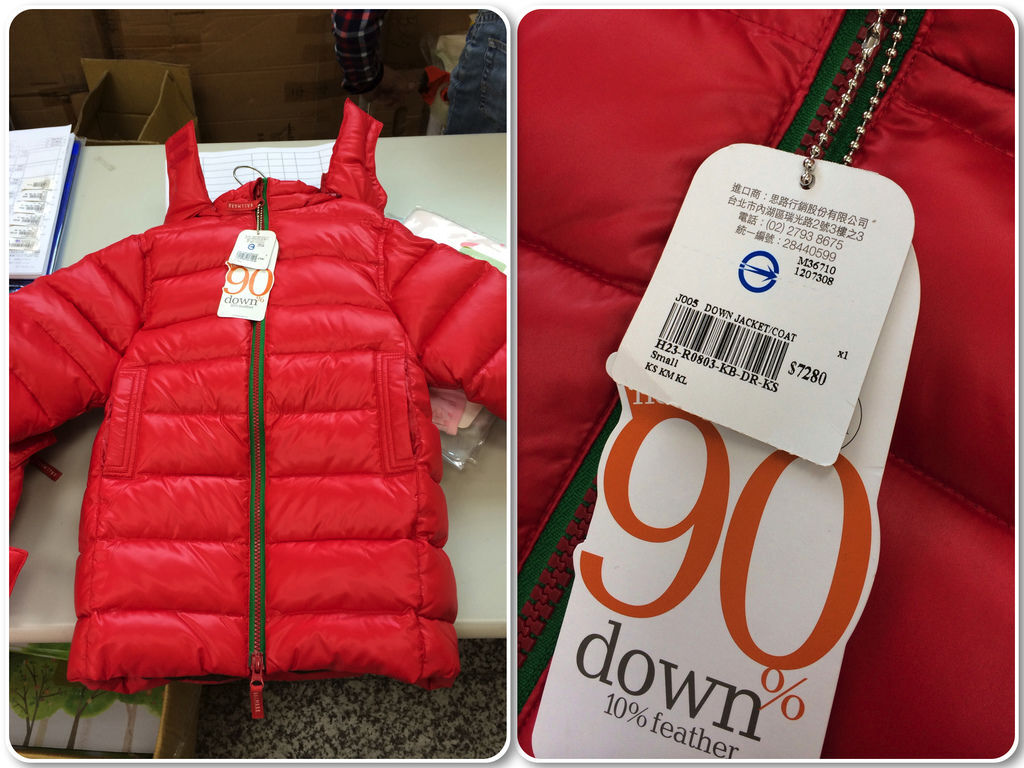 90%
down
進口商：思路行銷股份有限公司
台北市內湖區瑞光路2號3樓之3
電話：(02) 2793 8675
統一編號：28440599
M36710
1207308
J005 DOWN JACKET/COAT
x1
H23-R0803-KB-DR-KS
$7280
Small
KS KM KL
90%
down
10% feather